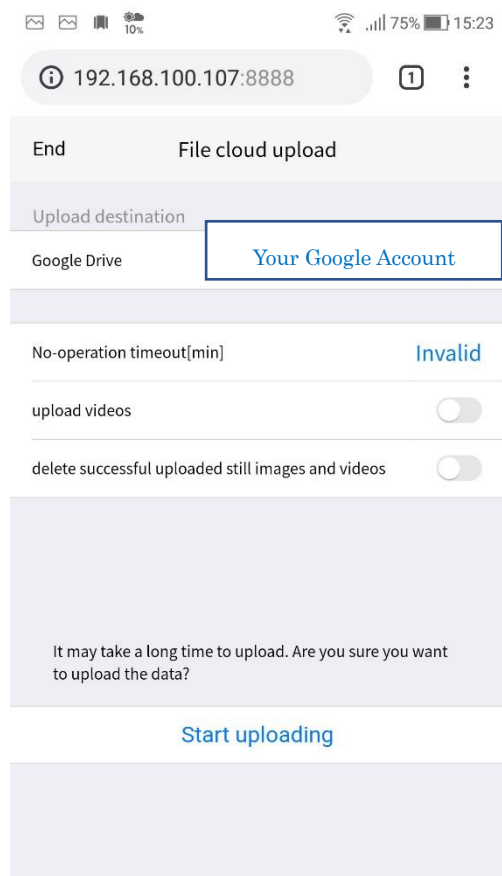 10%
75% 15:23
192.168.100.107:8888 1
End File cloud upload
Upload destination
Google Drive Your Google Account
No-operation timeout[min] Invalid
upload videos
delete successful uploaded still images and videos
It may take a long time to upload. Are you sure you want
to upload the data?
Start uploading